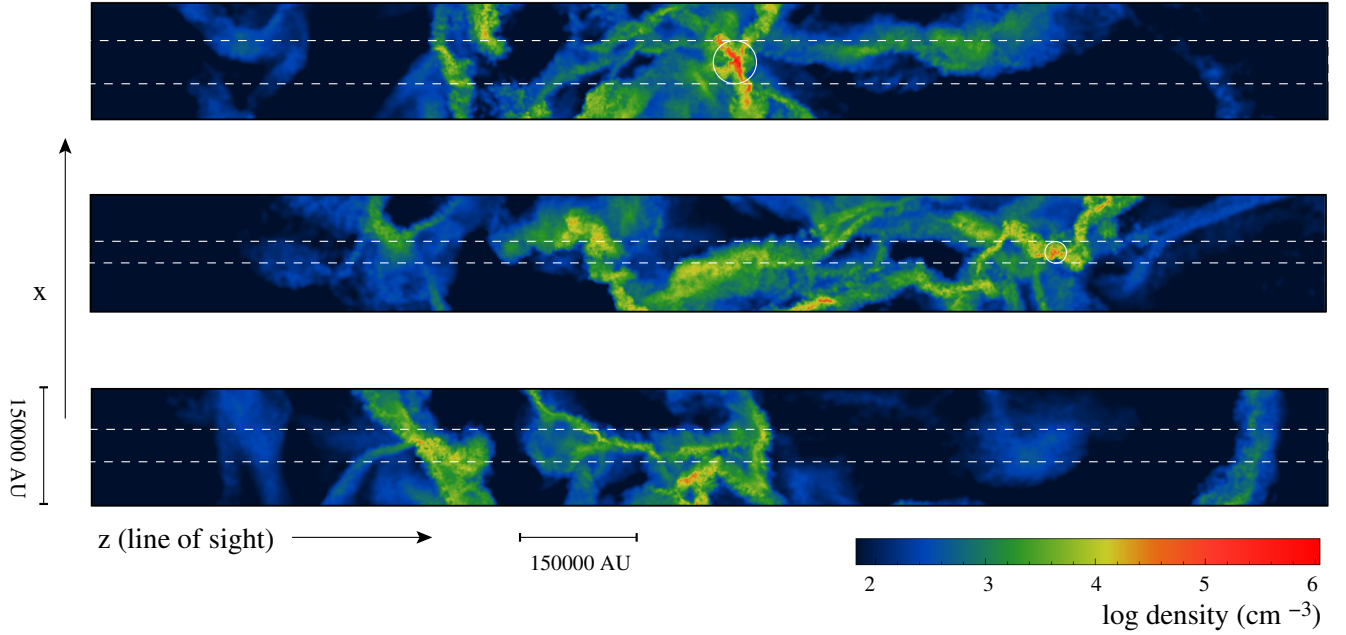 x
150000 AU
z (line of sight)
150000 AU
2 3 4 5 6
log density (cm ⁻³)